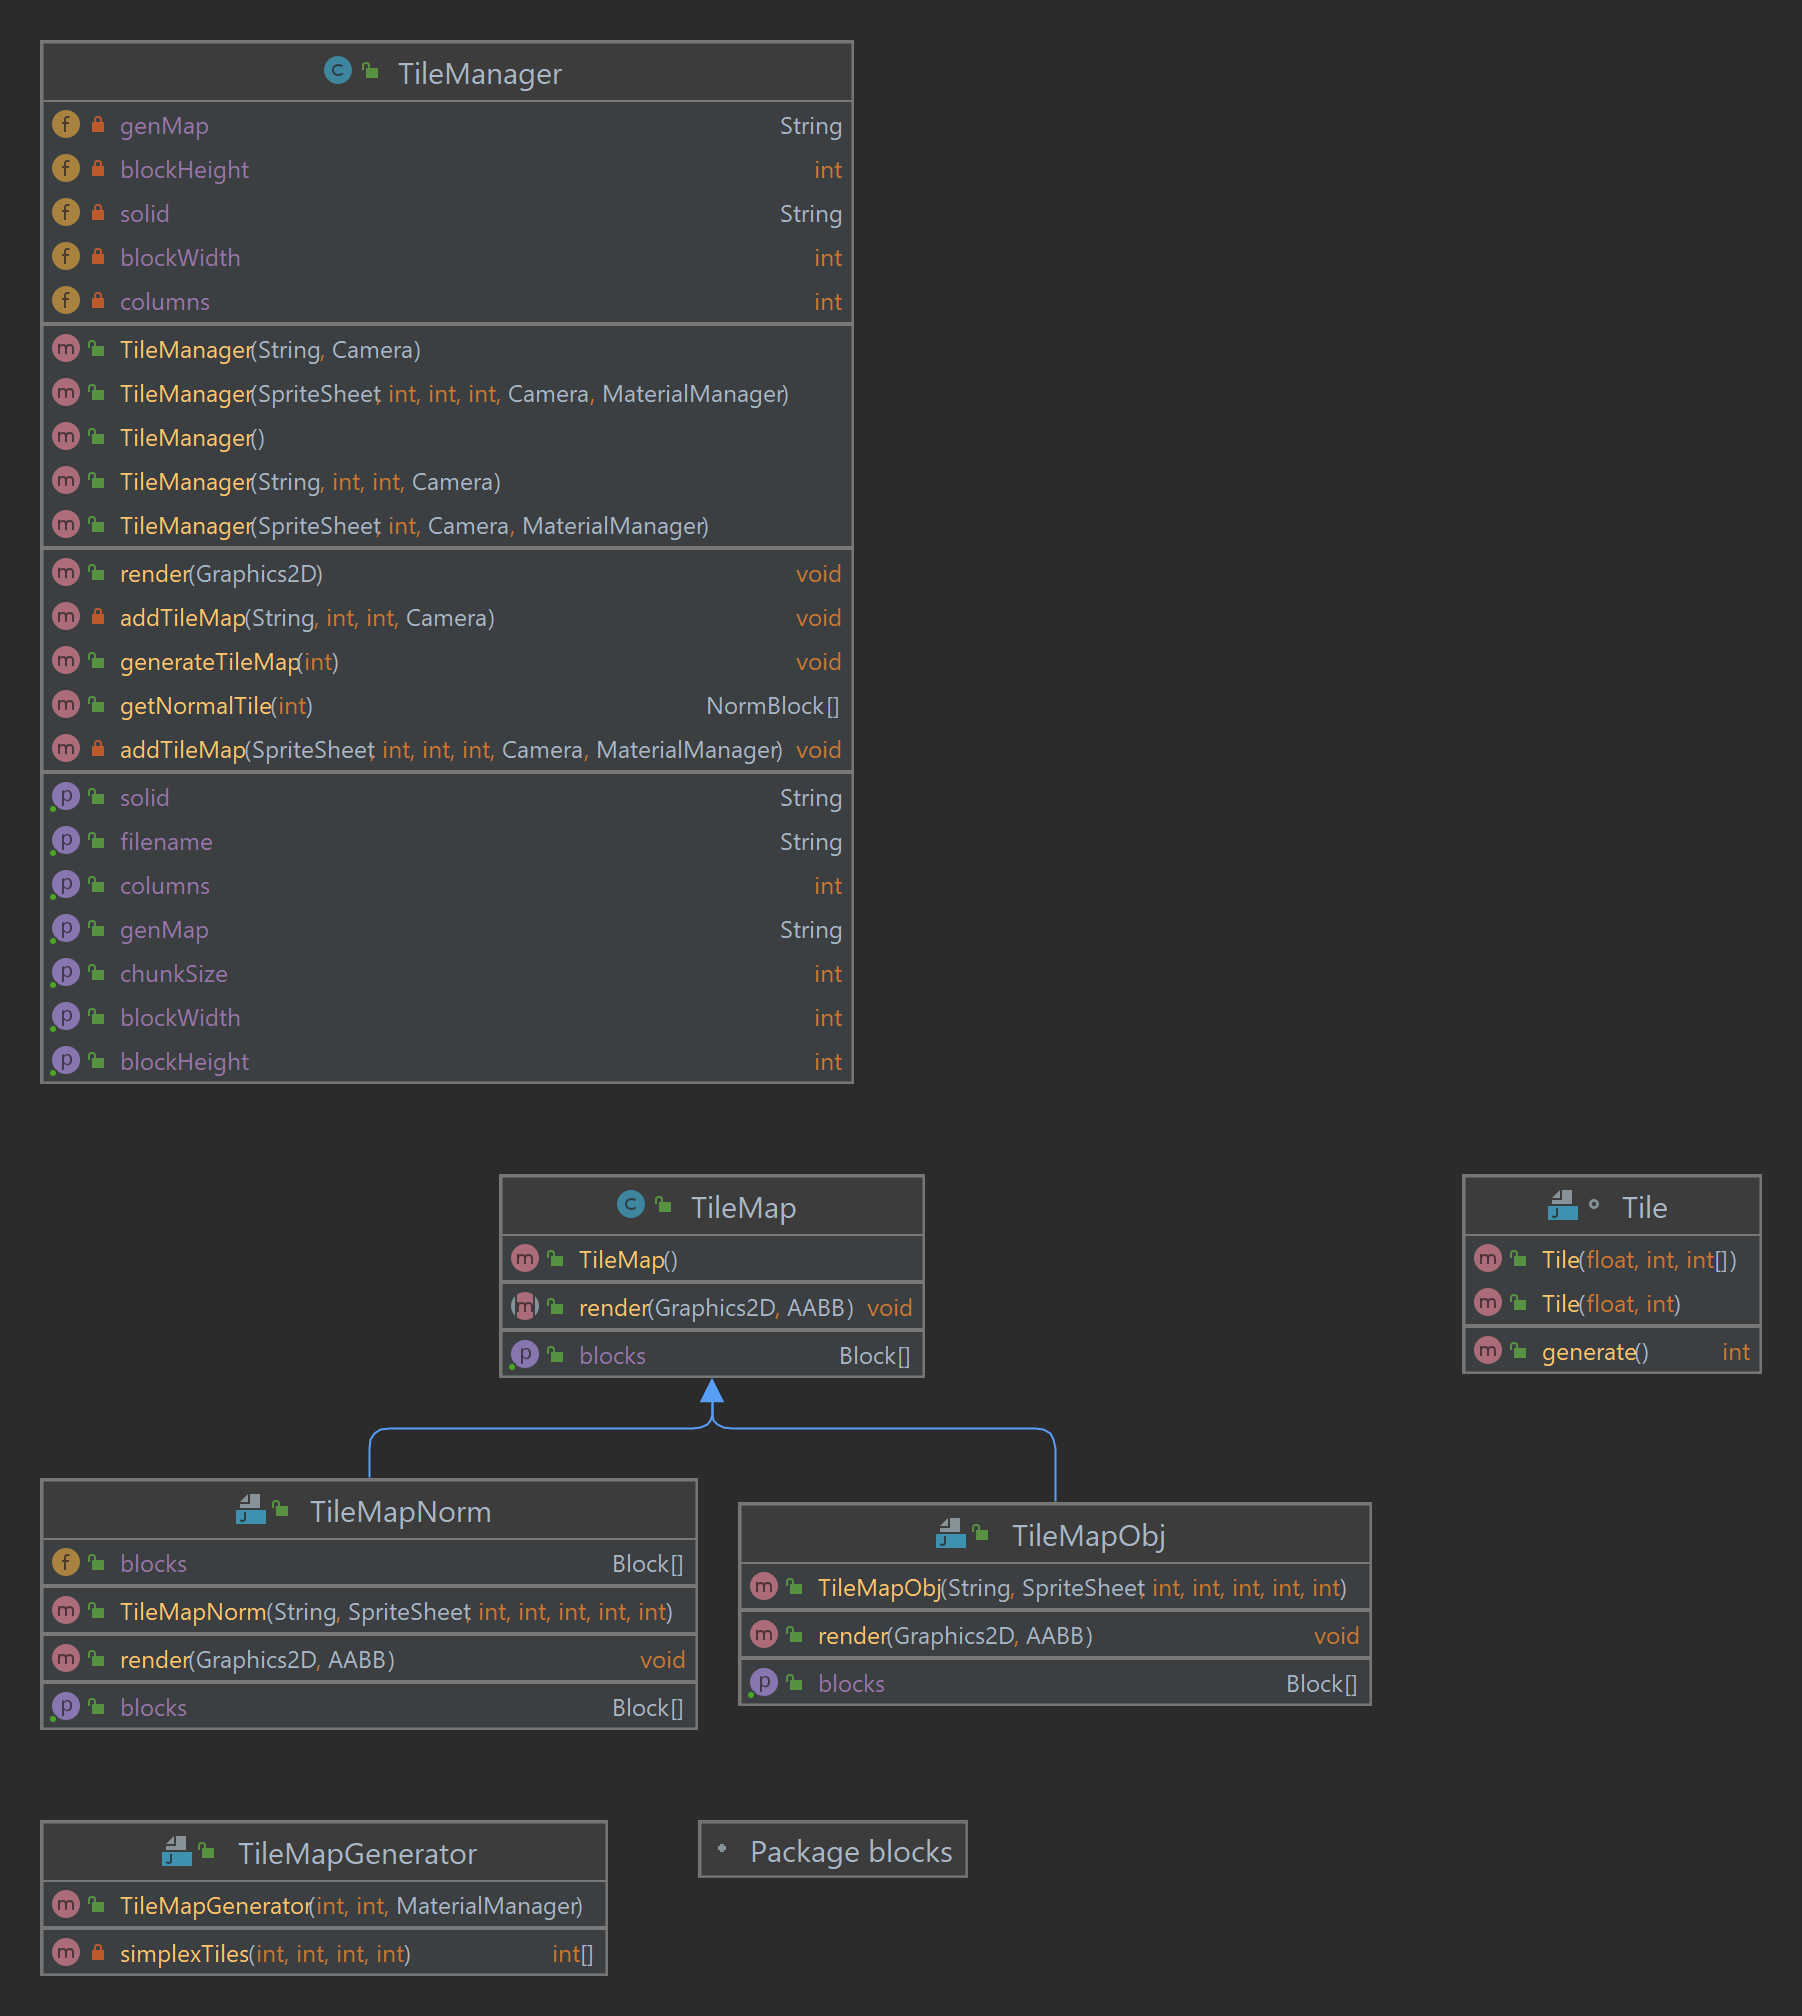 TileManager
genMap String
blockHeight int
solid String
blockWidth int
columns int
TileManager(String, Camera)
TileManager(SpriteSheet, int, int, int, Camera, MaterialManager)
TileManager()
TileManager(String, int, int, Camera)
TileManager(SpriteSheet, int, Camera, MaterialManager)
render(Graphics2D) void
addTileMap(String, int, int, Camera) void
generateTileMap(int) void
getNormalTile(int) NormBlock[]
addTileMap(SpriteSheet, int, int, int, Camera, MaterialManager) void
solid String
filename String
columns int
genMap String
chunkSize int
blockWidth int
blockHeight int
TileMap
TileMap()
render(Graphics2D, AABB) void
blocks Block[]
Tile
Tile(float, int, int[])
Tile(float, int)
generate() int
TileMapNorm
blocks Block[]
TileMapNorm(String, SpriteSheet, int, int, int, int, int)
render(Graphics2D, AABB) void
blocks Block[]
TileMapObj
TileMapObj(String, SpriteSheet, int, int, int, int, int)
render(Graphics2D, AABB) void
blocks Block[]
TileMapGenerator
TileMapGenerator(int, int, MaterialManager)
simplexTiles(int, int, int, int) int[]
Package blocks